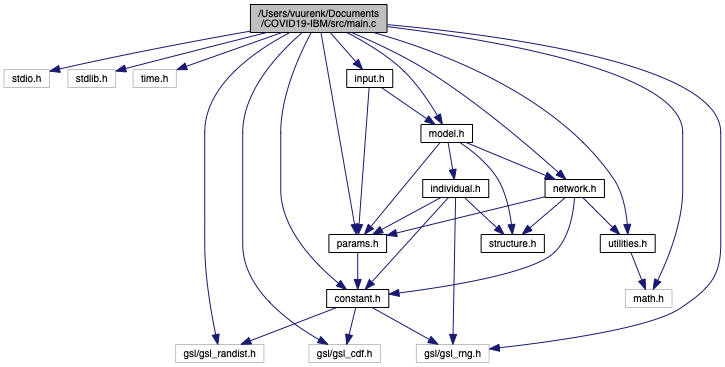 /Users/vuurenk/Documents
/COVID19-IBM/src/main.c
stdio.h
stdlib.h
time.h
input.h
model.h
individual.h
network.h
params.h
structure.h
utilities.h
constant.h
math.h
gsl/gsl_randist.h
gsl/gsl_cdf.h
gsl/gsl_rng.h